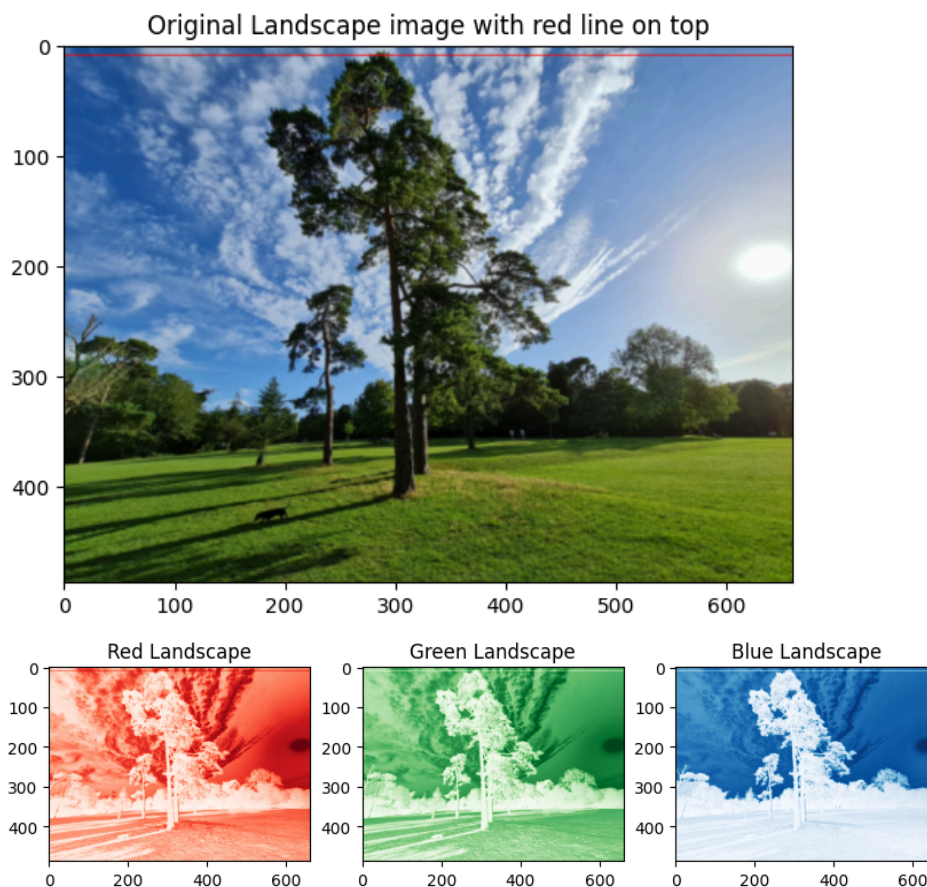 Original Landscape image with red line on top
0
100
200
300
400
0 100 200 300 400 500 600
Red Landscape Green Landscape Blue Landscape
0 0 0
100 100 100
200 200 200
300 300 300
400 400 400
0 200 400 600 0 200 400 600 0 200 400 600